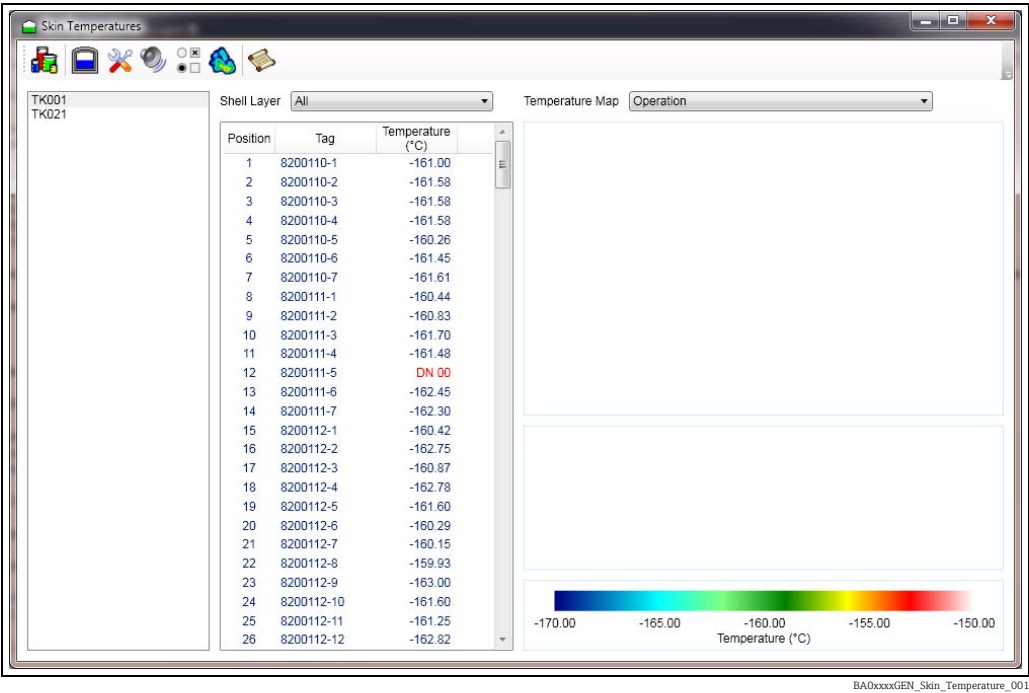 Skin Temperatures
TK001
TK021
Shell Layer All
Temperature Map Operation
Position Tag Temperature (°C)
1 8200110-1 -161.00
2 8200110-2 -161.58
3 8200110-3 -161.58
4 8200110-4 -161.58
5 8200110-5 -160.26
6 8200110-6 -161.45
7 8200110-7 -161.61
8 8200111-1 -160.44
9 8200111-2 -160.83
10 8200111-3 -161.70
11 8200111-4 -161.48
12 8200111-5 DN 00
13 8200111-6 -162.45
14 8200111-7 -162.30
15 8200112-1 -160.42
16 8200112-2 -162.75
17 8200112-3 -160.87
18 8200112-4 -162.78
19 8200112-5 -161.60
20 8200112-6 -160.29
21 8200112-7 -160.15
22 8200112-8 -159.93
23 8200112-9 -163.00
24 8200112-10 -161.60
25 8200112-11 -161.25
26 8200112-12 -162.82
-170.00 -165.00 -160.00 -155.00 -150.00
Temperature (°C)
BA0xxxxGEN_Skin_Temperature_001